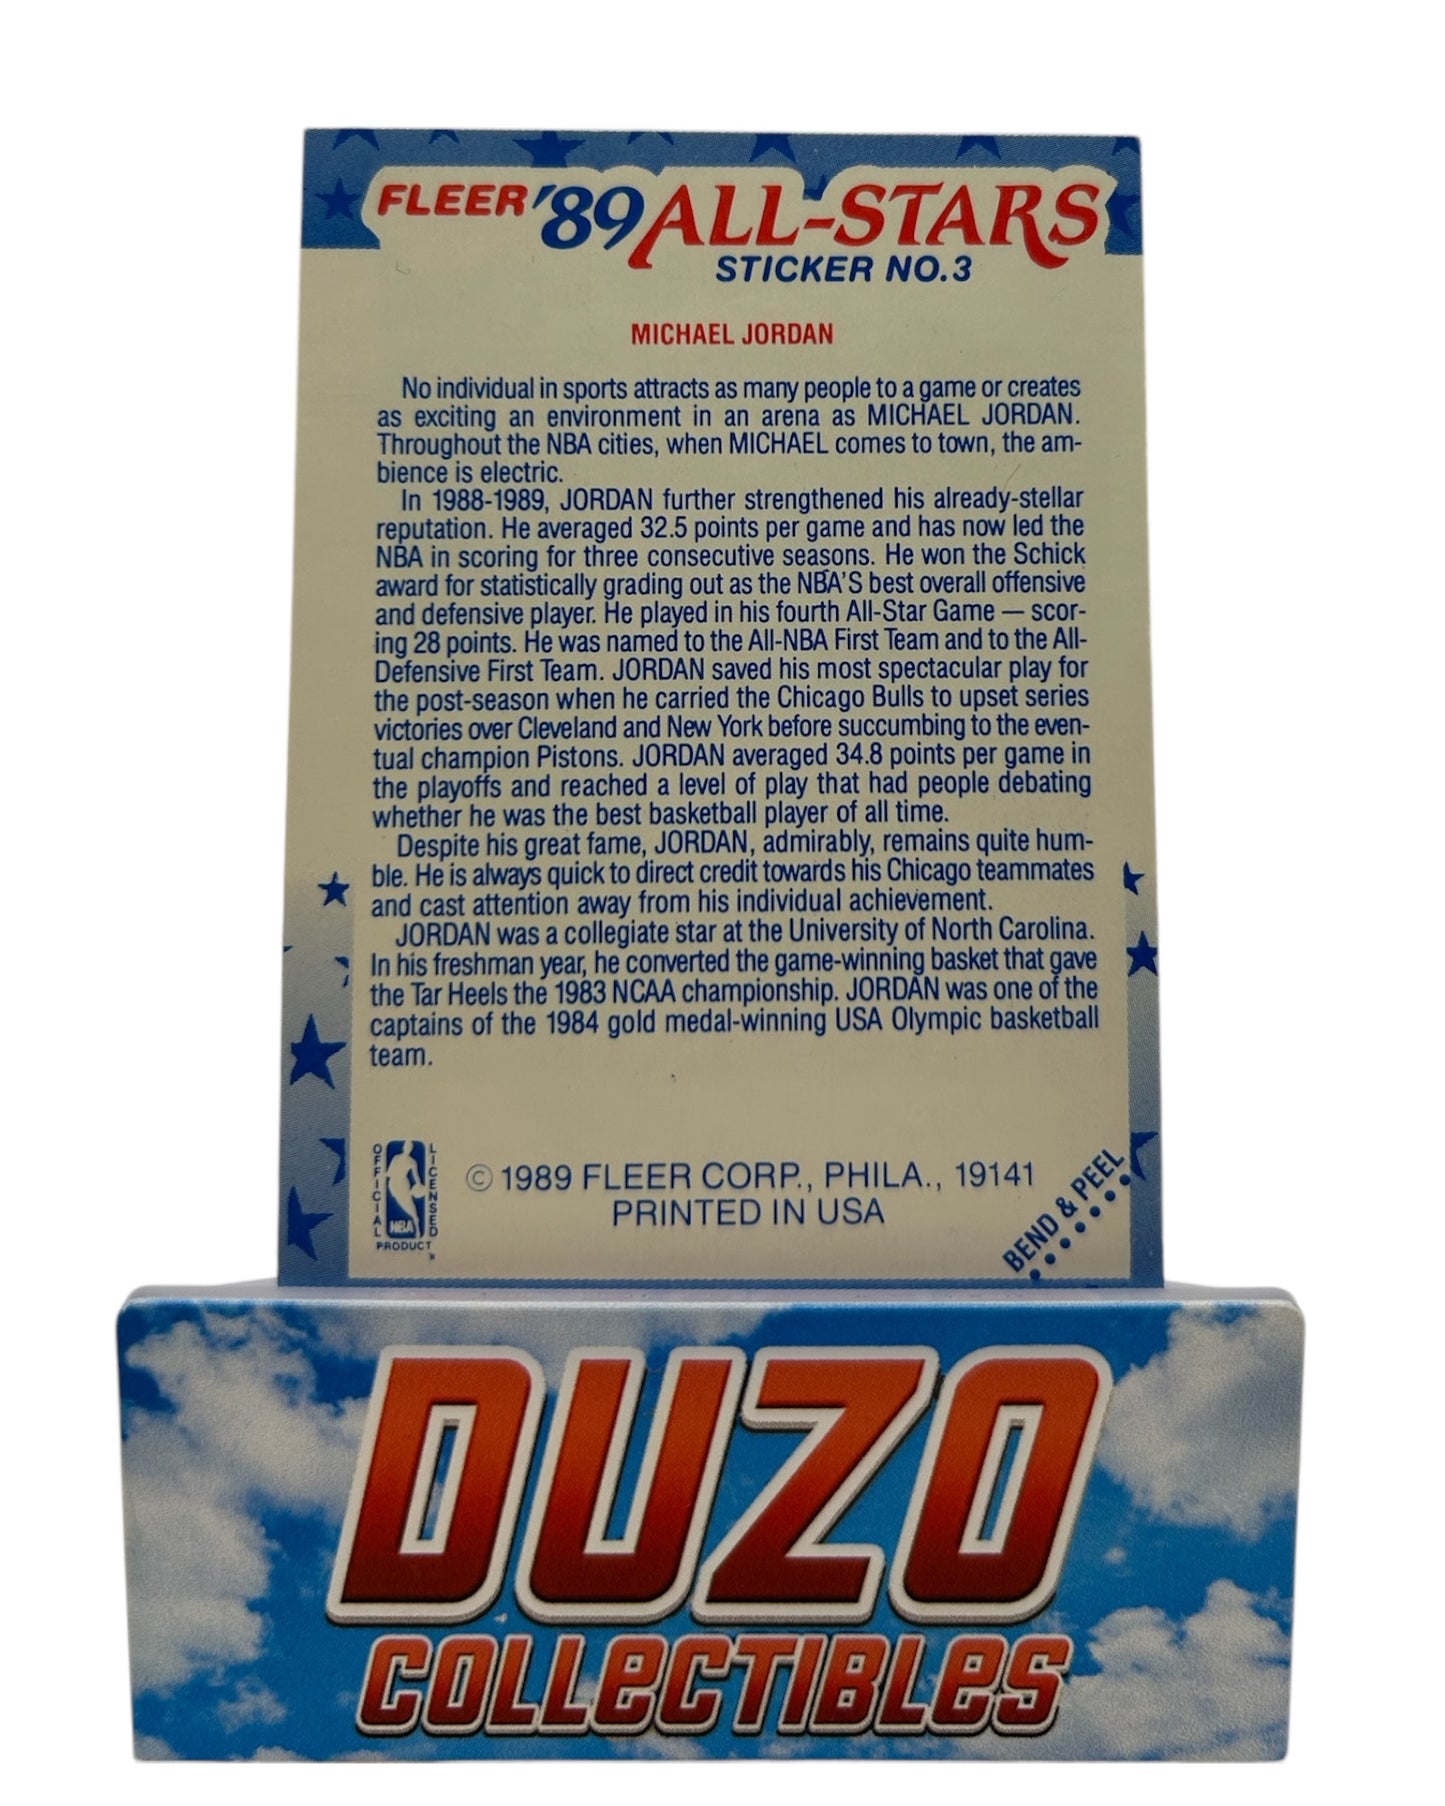 FLEER '89 ALL-STARS
STICKER NO.3
MICHAEL JORDAN
No individual in sports attracts as many people to a game or creates
as exciting an environment in an arena as MICHAEL JORDAN.
Throughout the NBA cities, when MICHAEL comes to town, the am-
bience is electric.
In 1988-1989, JORDAN further strengthened his already-stellar
reputation. He averaged 32.5 points per game and has now led the
NBA in scoring for three consecutive seasons. He won the Schick
award for statistically grading out as the NBA'S best overall offensive
and defensive player. He played in his fourth All-Star Game — scor-
ing 28 points. He was named to the All-NBA First Team and to the All-
Defensive First Team. JORDAN saved his most spectacular play for
the post-season when he carried the Chicago Bulls to upset series
victories over Cleveland and New York before succumbing to the even-
tual champion Pistons. JORDAN averaged 34.8 points per game in
the playoffs and reached a level of play that had people debating
whether he was the best basketball player of all time.
Despite his great fame, JORDAN, admirably, remains quite hum-
ble. He is always quick to direct credit towards his Chicago teammates
and cast attention away from his individual achievement.
JORDAN was a collegiate star at the University of North Carolina.
In his freshman year, he converted the game-winning basket that gave
the Tar Heels the 1983 NCAA championship. JORDAN was one of the
captains of the 1984 gold medal-winning USA Olympic basketball
team.
OFFICIAL
LICENSED
NBA
PRODUCT
© 1989 FLEER CORP., PHILA., 19141
PRINTED IN USA
BEND & PEEL
DUZO
COLLECTIBLES